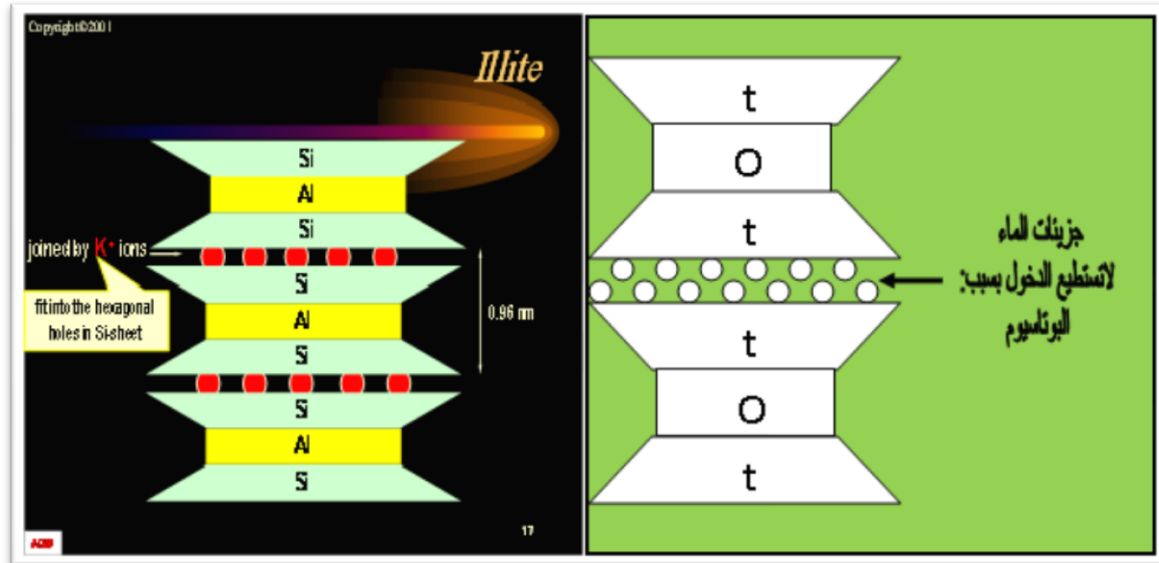 Copyright©2001
Illite
Si
Al
Si
joined by K+ ions
Si
fit into the hexagonal
holes in Si-sheet
Al
0.96 nm
Si
Si
Al
Si
17
t
O
t
جزيئات الماء
لاتستطيع الدخول بسبب:
البوتاسيوم
t
O
t